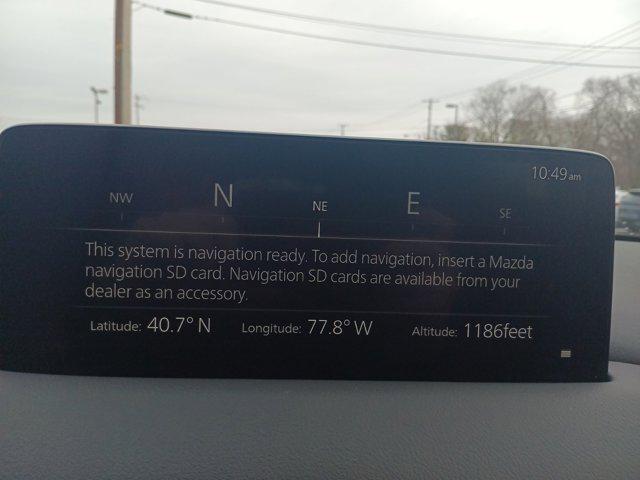 10:49am
NW N NE E SE
This system is navigation ready. To add navigation, insert a Mazda
navigation SD card. Navigation SD cards are available from your
dealer as an accessory.
Latitude: 40.7° N Longitude: 77.8° W Altitude: 1186feet